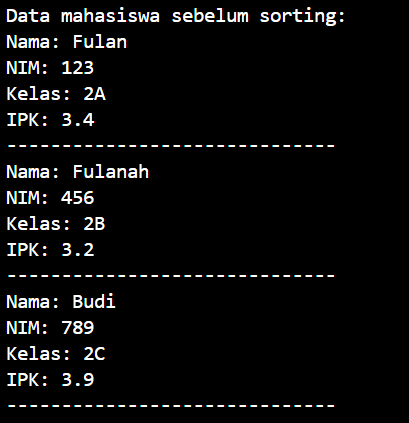 Data mahasiswa sebelum sorting:
Nama: Fulan
NIM: 123
Kelas: 2A
IPK: 3.4
------------------------------
Nama: Fulanah
NIM: 456
Kelas: 2B
IPK: 3.2
------------------------------
Nama: Budi
NIM: 789
Kelas: 2C
IPK: 3.9
------------------------------